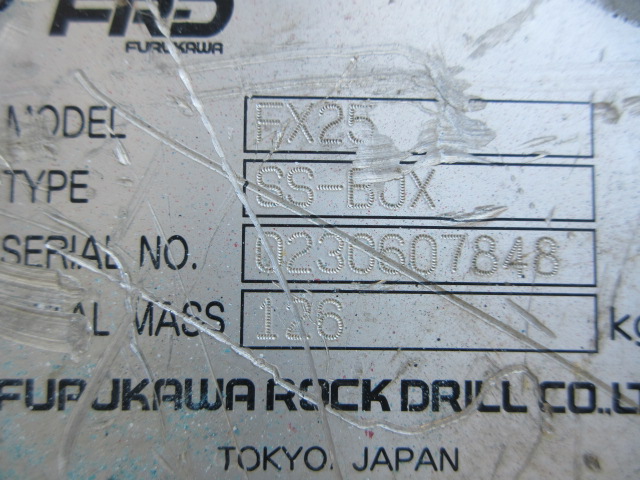 FRD
FURUKAWA
MODEL FX25
TYPE SS-BOX
SERIAL NO. 0230607848
MASS 126 kg
FURUKAWA ROCK DRILL CO.,LT
TOKYO, JAPAN